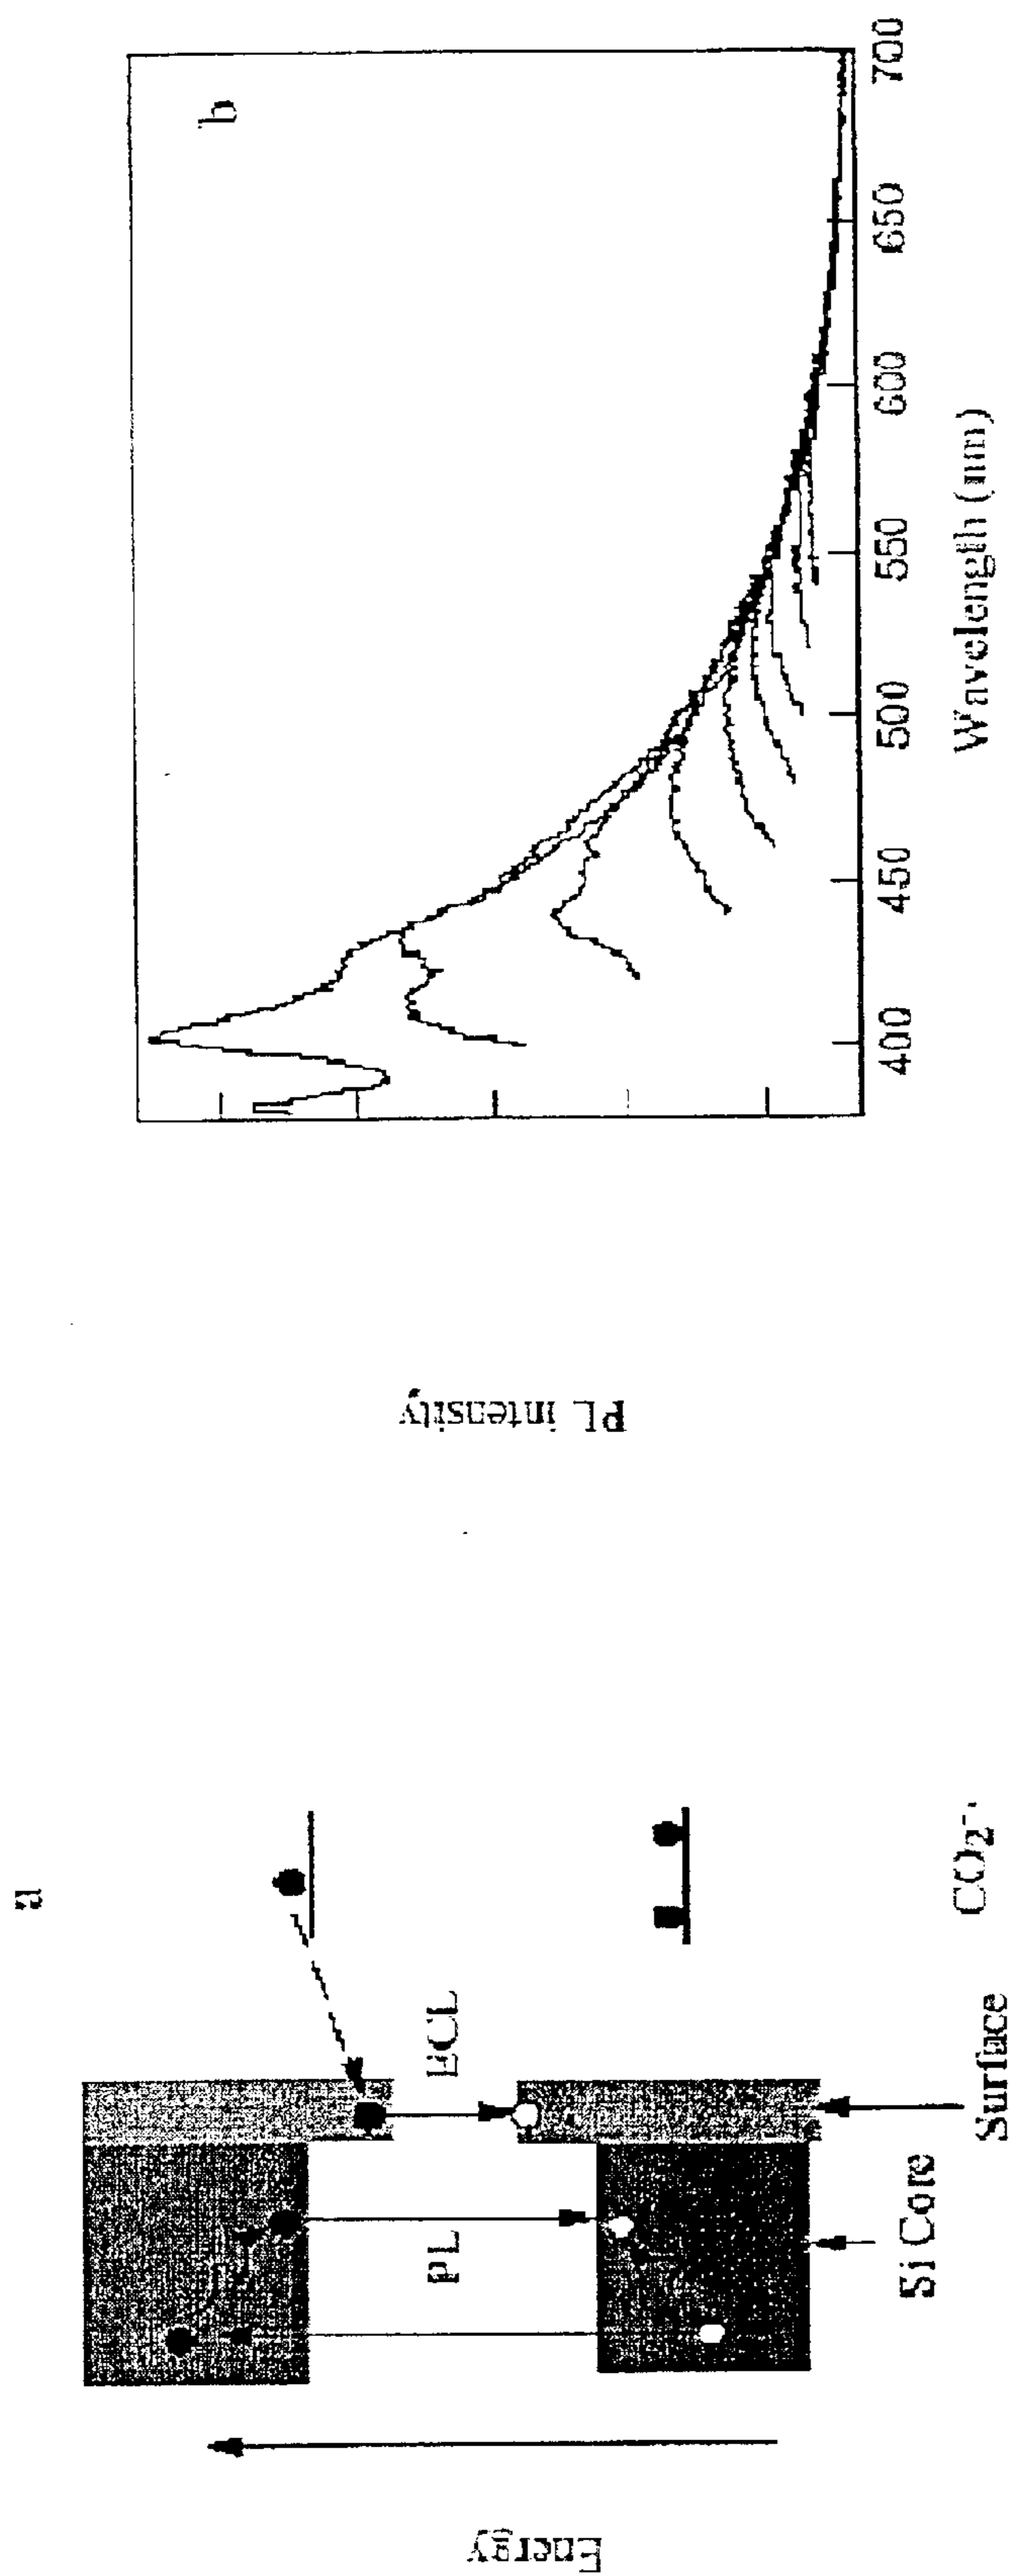 a
Energy
PL
ECL
Si Core
Surface
CO₂⁻·
b
PL intensity
400 450 500 550 600 650 700
Wavelength (nm)